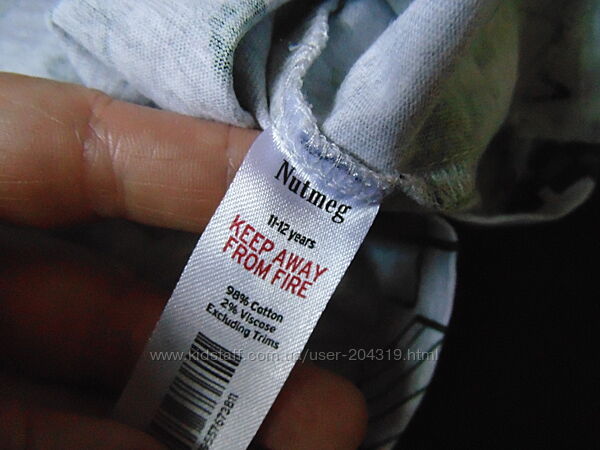 Nutmeg
11-12 years
KEEP AWAY
FROM FIRE
98% Cotton
2% Viscose
Excluding Trims
www.kidstaff.com.ua/user-204319.html